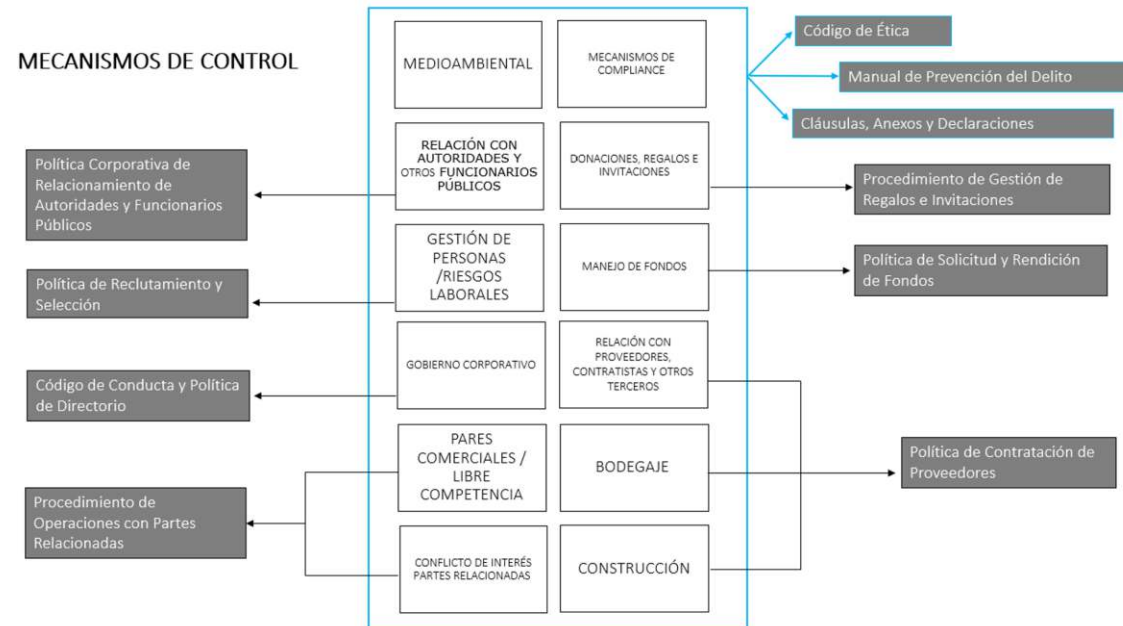 MECANISMOS DE CONTROL
MEDIOAMBIENTAL
MECANISMOS DE
COMPLIANCE
Código de Ética
Manual de Prevención del Delito
Cláusulas, Anexos y Declaraciones
Política Corporativa de
Relacionamiento de
Autoridades y Funcionarios
Públicos
RELACIÓN CON
AUTORIDADES Y
OTROS FUNCIONARIOS
PÚBLICOS
DONACIONES, REGALOS E
INVITACIONES
Procedimiento de Gestión de
Regalos e Invitaciones
Política de Reclutamiento y
Selección
GESTIÓN DE
PERSONAS
/RIESGOS
LABORALES
MANEJO DE FONDOS
Política de Solicitud y Rendición
de Fondos
Código de Conducta y Política
de Directorio
GOBIERNO CORPORATIVO
RELACIÓN CON
PROVEEDORES,
CONTRATISTAS Y OTROS
TERCEROS
PARES
COMERCIALES /
LIBRE
COMPETENCIA
BODEGAJE
Política de Contratación de
Proveedores
Procedimiento de
Operaciones con Partes
Relacionadas
CONFLICTO DE INTERÉS
PARTES RELACIONADAS
CONSTRUCCIÓN